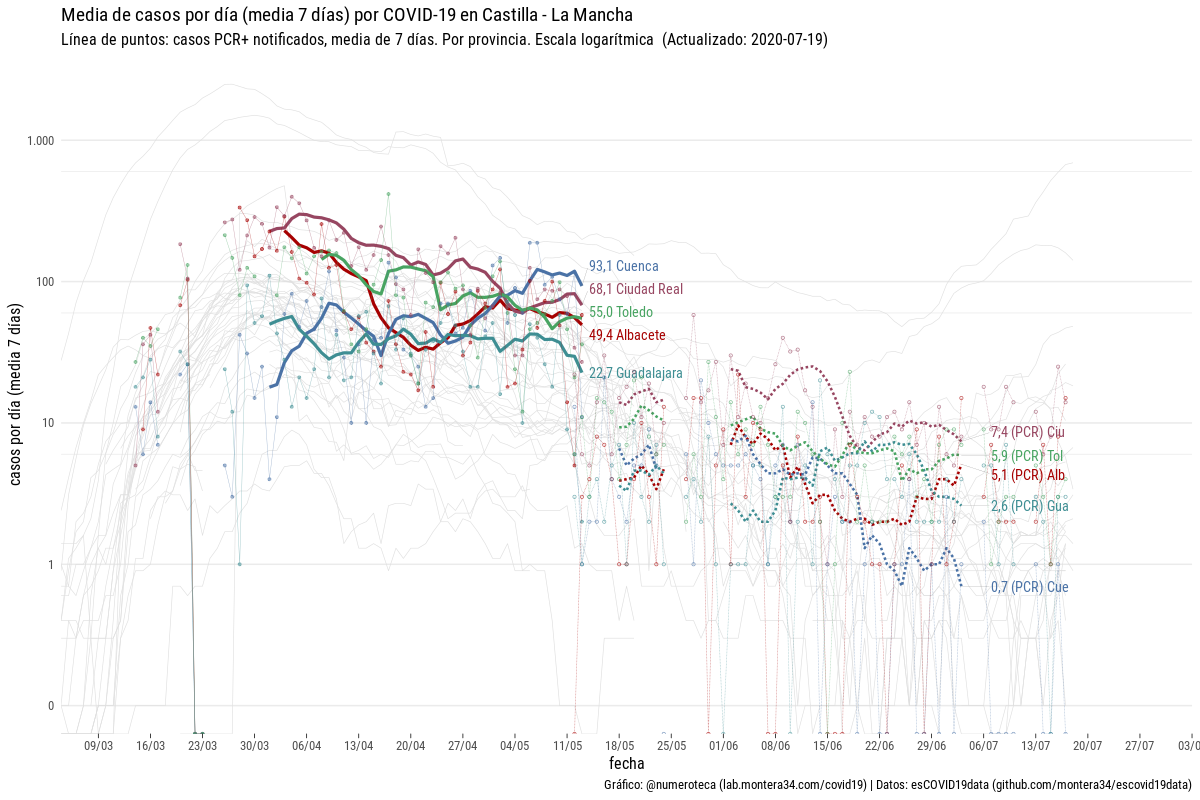 Media de casos por día (media 7 días) por COVID-19 en Castilla - La Mancha
Línea de puntos: casos PCR+ notificados, media de 7 días. Por provincia. Escala logarítmica (Actualizado: 2020-07-19)
casos por día (media 7 días)
1.000
100
10
1
0
93,1 Cuenca
68,1 Ciudad Real
55,0 Toledo
49,4 Albacete
22,7 Guadalajara
7,4 (PCR) Ciu
5,9 (PCR) Tol
5,1 (PCR) Alb
2,6 (PCR) Gua
0,7 (PCR) Cue
09/03 16/03 23/03 30/03 06/04 13/04 20/04 27/04 04/05 11/05 18/05 25/05 01/06 08/06 15/06 22/06 29/06 06/07 13/07 20/07 27/07 03/0
fecha
Gráfico: @numeroteca (lab.montera34.com/covid19) | Datos: esCOVID19data (github.com/montera34/escovid19data)